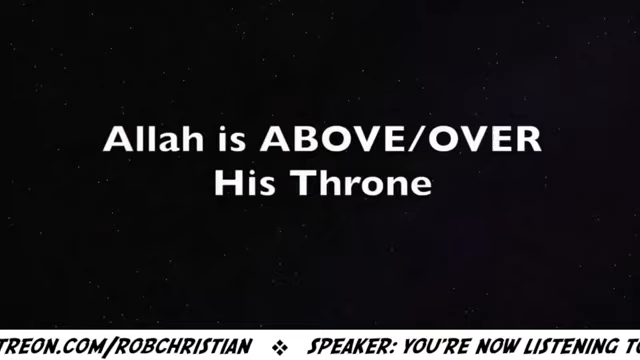 Allah is ABOVE/OVER
His Throne
TREON.COM/ROBCHRISTIAN ❖ SPEAKER: YOU'RE NOW LISTENING T